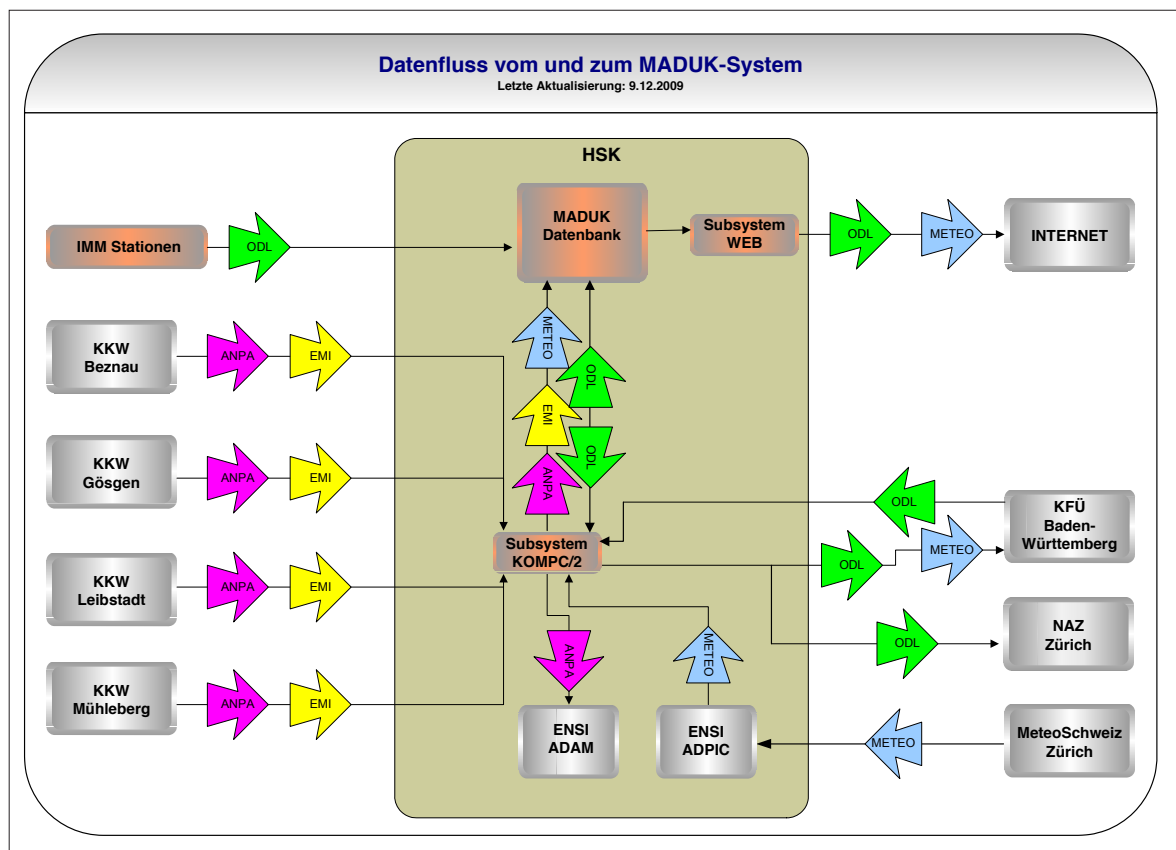 Datenfluss vom und zum MADUK-System
Letzte Aktualisierung: 9.12.2009
HSK
IMM Stationen
ODL
MADUK
Datenbank
Subsystem
WEB
ODL
METEO
INTERNET
KKW
Beznau
ANPA
EMI
METEO
ODL
EMI
ODL
ANPA
KKW
Gösgen
ANPA
EMI
ODL
KFÜ
Baden-
Württemberg
Subsystem
KOMPC/2
ODL
METEO
KKW
Leibstadt
ANPA
EMI
ANPA
METEO
ODL
NAZ
Zürich
KKW
Mühleberg
ANPA
EMI
ENSI
ADAM
ENSI
ADPIC
METEO
MeteoSchweiz
Zürich